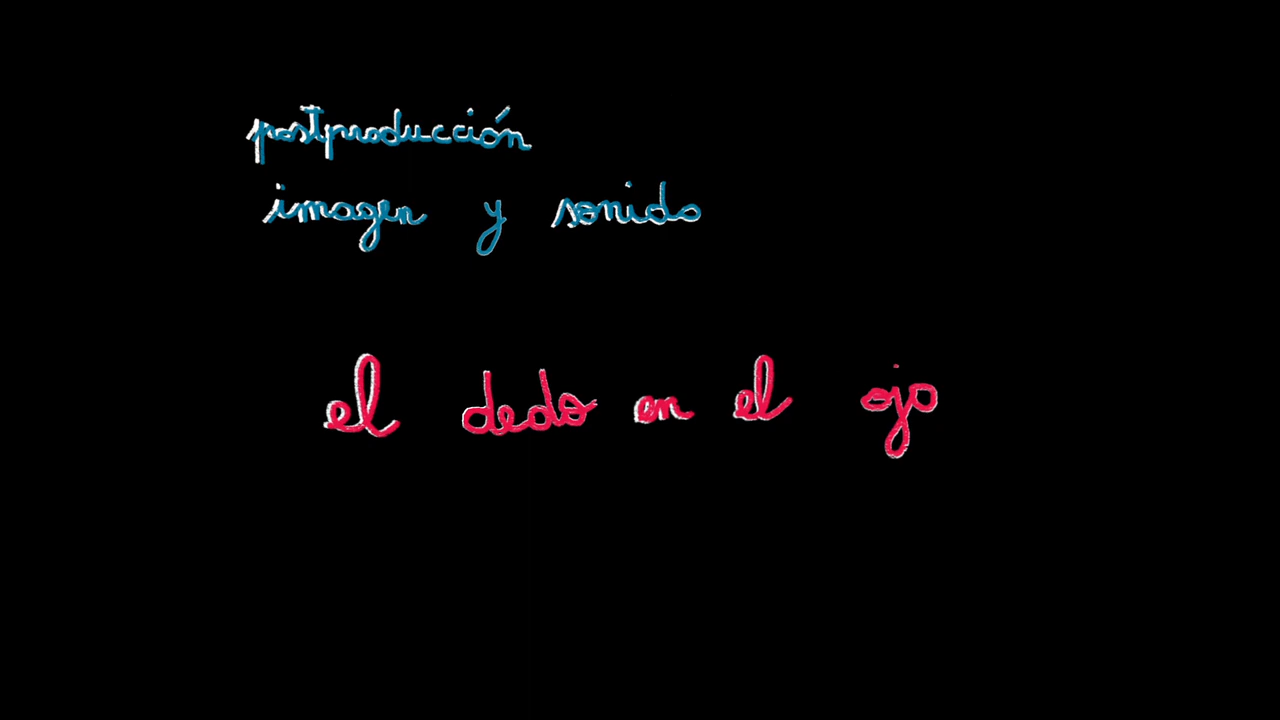 postproducción
imagen y sonido
el dedo en el ojo